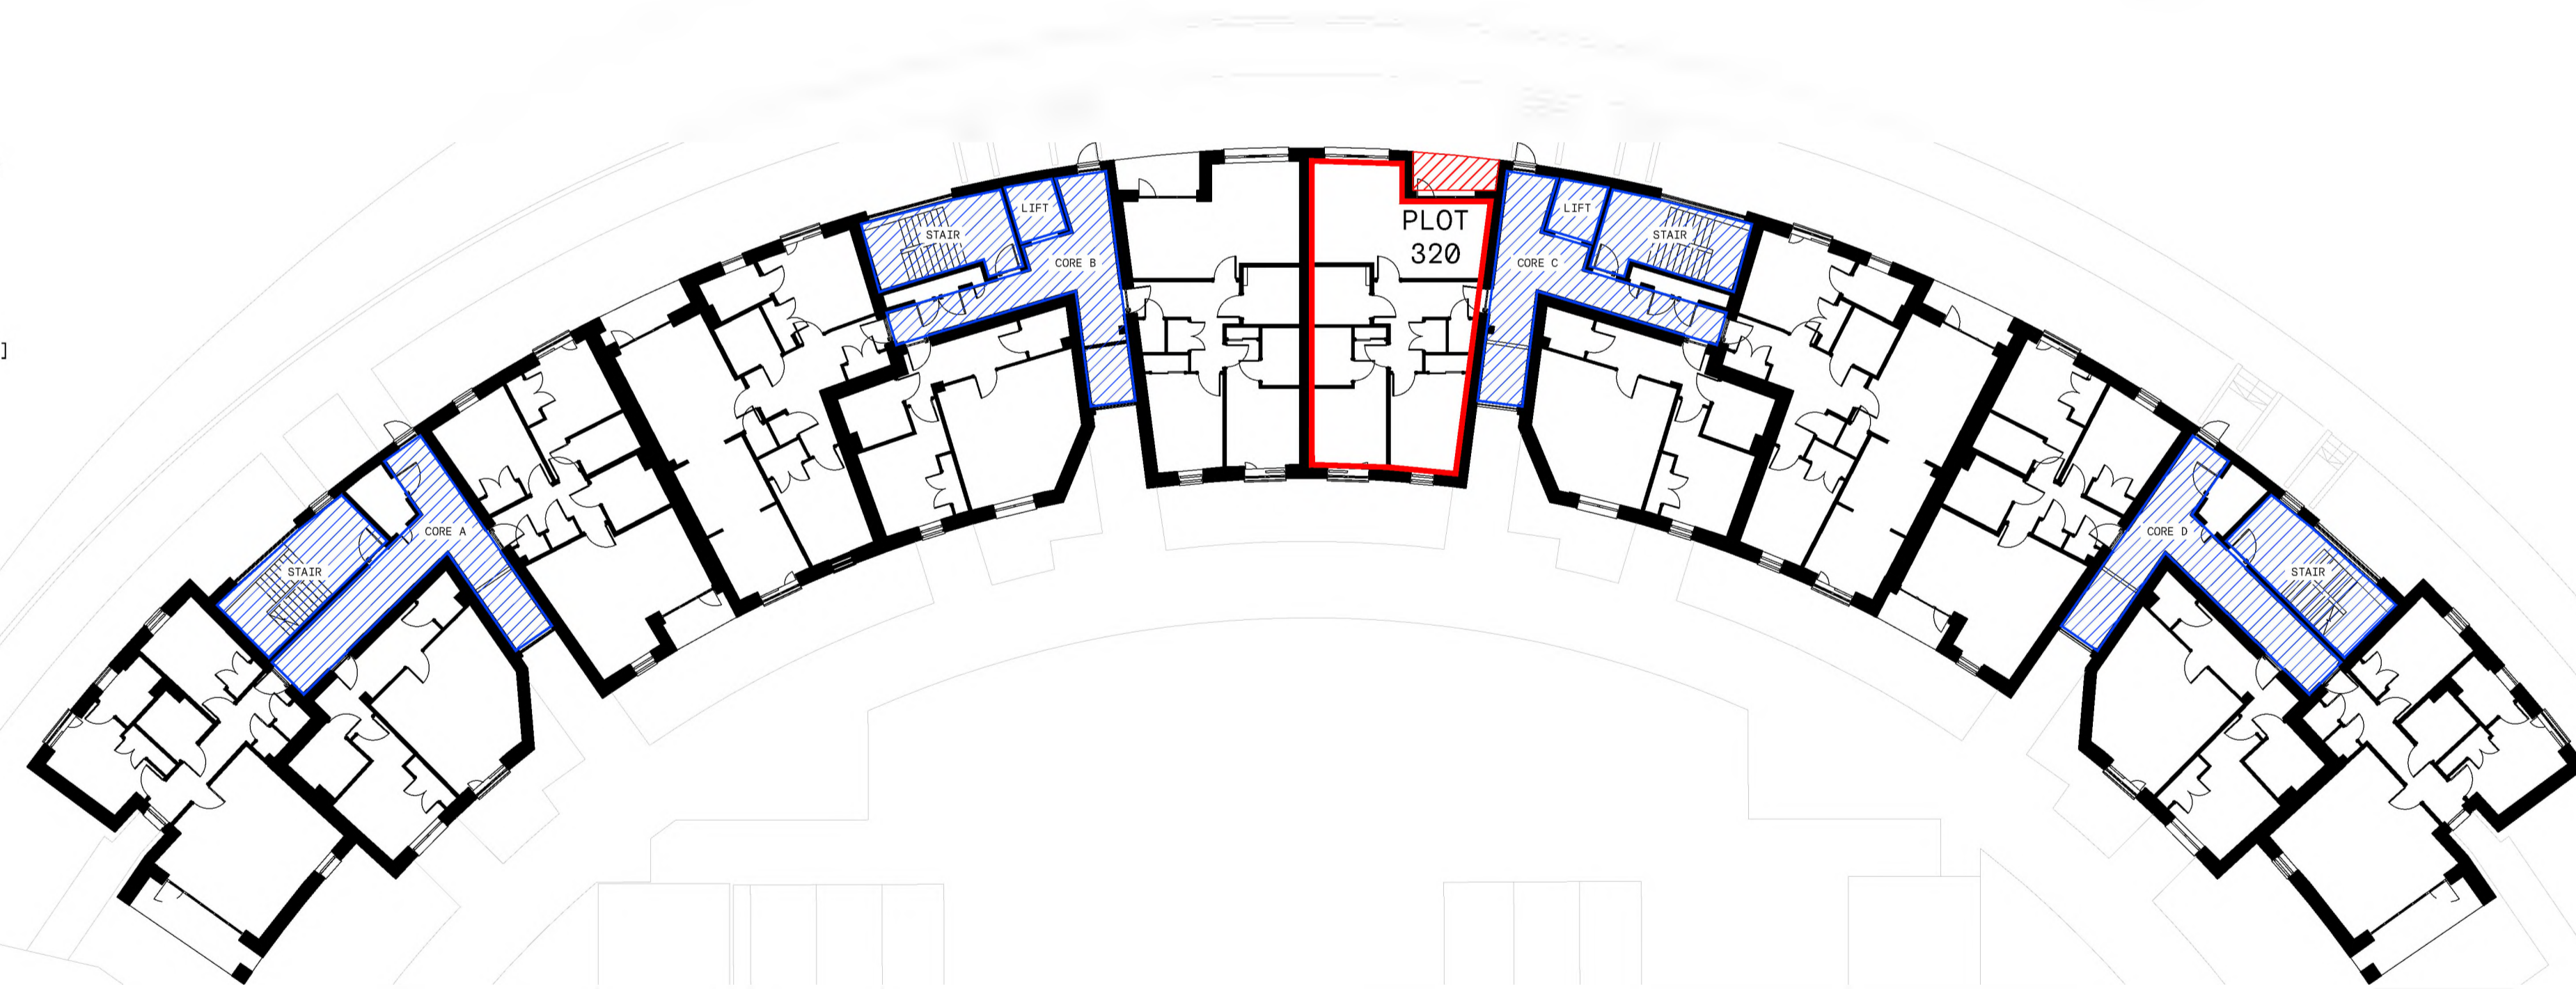 LIFT
LIFT
STAIR
PLOT
320
STAIR
CORE B
CORE C
]
CORE A
CORE D
STAIR
STAIR